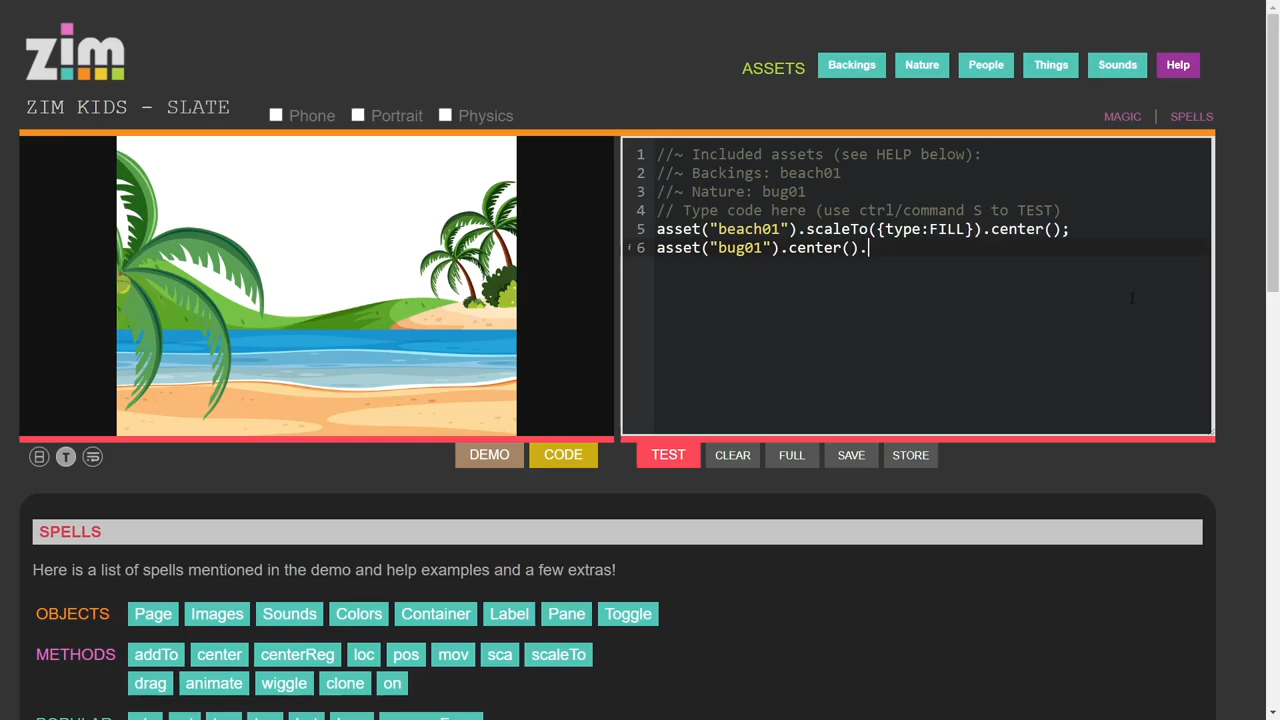 zim
ASSETS Backings Nature People Things Sounds Help
ZIM KIDS - SLATE Phone Portrait Physics MAGIC | SPELLS
1 //~ Included assets (see HELP below):
2 //~ Backings: beach01
3 //~ Nature: bug01
4 // Type code here (use ctrl/command S to TEST)
5 asset("beach01").scaleTo({type:FILL}).center();
i 6 asset("bug01").center().
T DEMO CODE TEST CLEAR FULL SAVE STORE
SPELLS
Here is a list of spells mentioned in the demo and help examples and a few extras!
OBJECTS Page Images Sounds Colors Container Label Pane Toggle
METHODS addTo center centerReg loc pos mov sca scaleTo
drag animate wiggle clone on